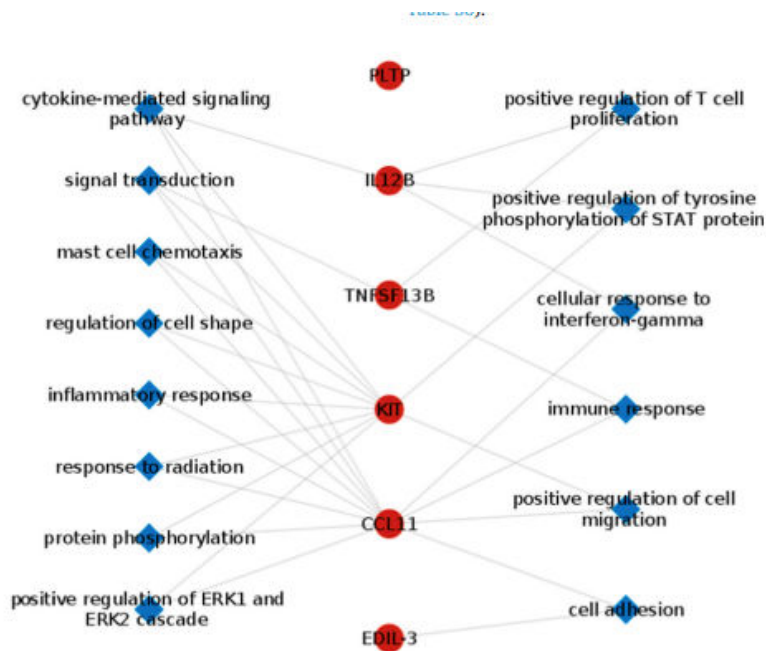 Table S6).
PLTP
cytokine-mediated signaling
pathway
positive regulation of T cell
proliferation
signal transduction
IL12B
positive regulation of tyrosine
phosphorylation of STAT protein
mast cell chemotaxis
TNFSF13B
cellular response to
interferon-gamma
regulation of cell shape
inflammatory response
KIT
immune response
response to radiation
positive regulation of cell
migration
protein phosphorylation
CCL11
positive regulation of ERK1 and
ERK2 cascade
cell adhesion
EDIL-3